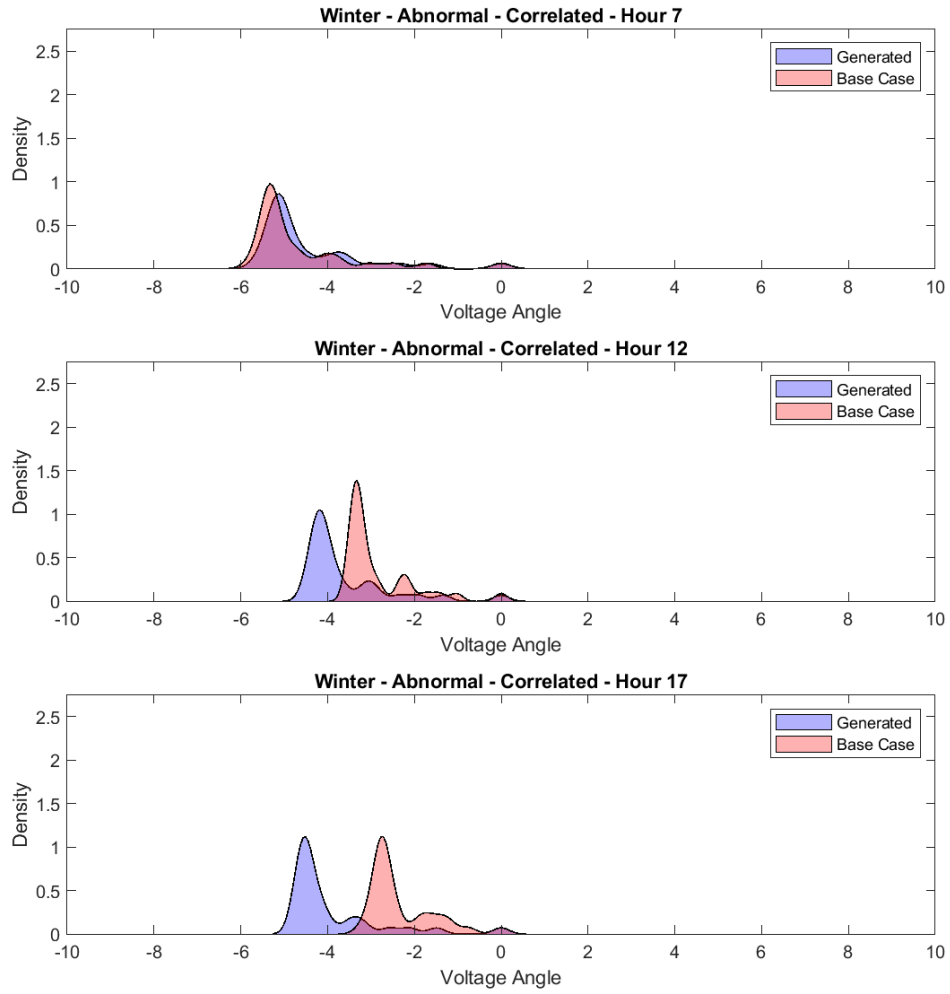 Winter - Abnormal - Correlated - Hour 7
2.5
2
1.5
1
0.5
0
Density
Generated
Base Case
-10 -8 -6 -4 -2 0 2 4 6 8 10
Voltage Angle
Winter - Abnormal - Correlated - Hour 12
2.5
2
1.5
1
0.5
0
Density
Generated
Base Case
-10 -8 -6 -4 -2 0 2 4 6 8 10
Voltage Angle
Winter - Abnormal - Correlated - Hour 17
2.5
2
1.5
1
0.5
0
Density
Generated
Base Case
-10 -8 -6 -4 -2 0 2 4 6 8 10
Voltage Angle